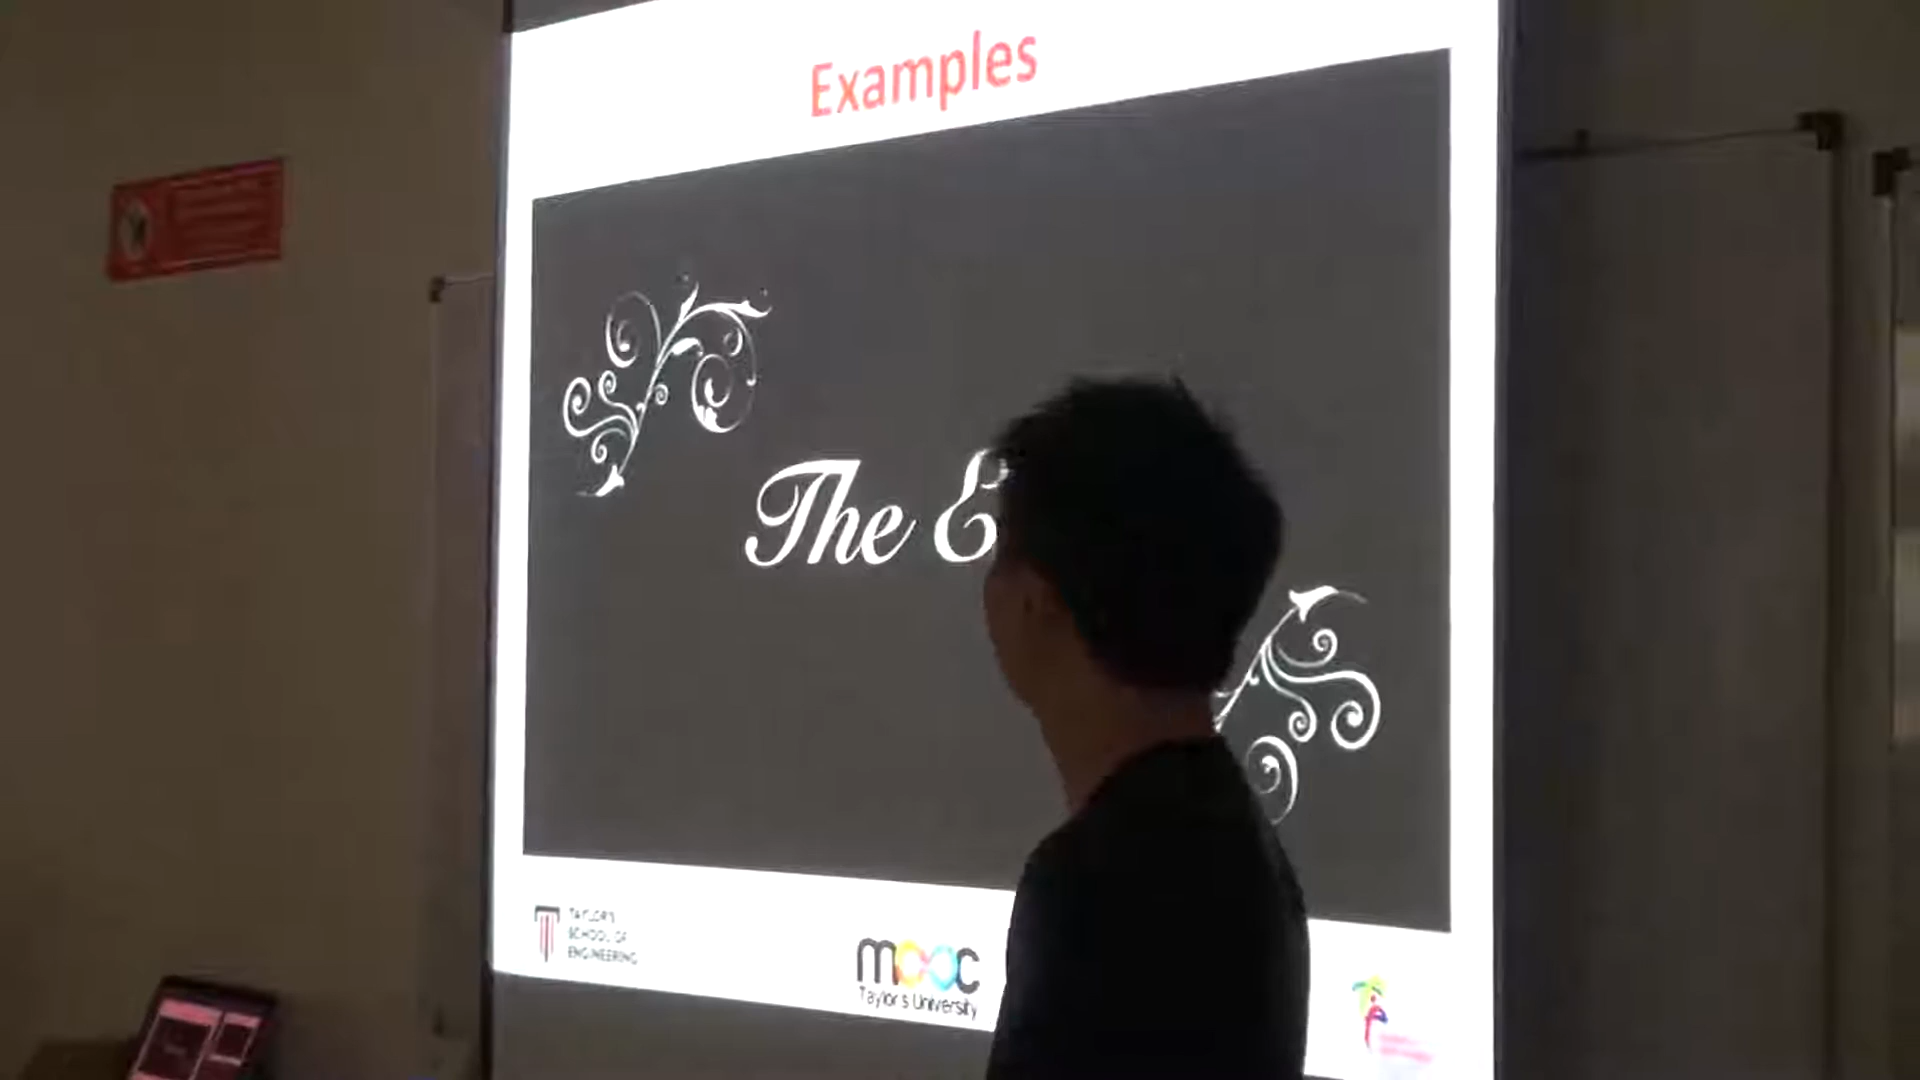 Examples
The E
TAYLOR'S
SCHOOL OF
ENGINEERING
mooc
Taylor's University